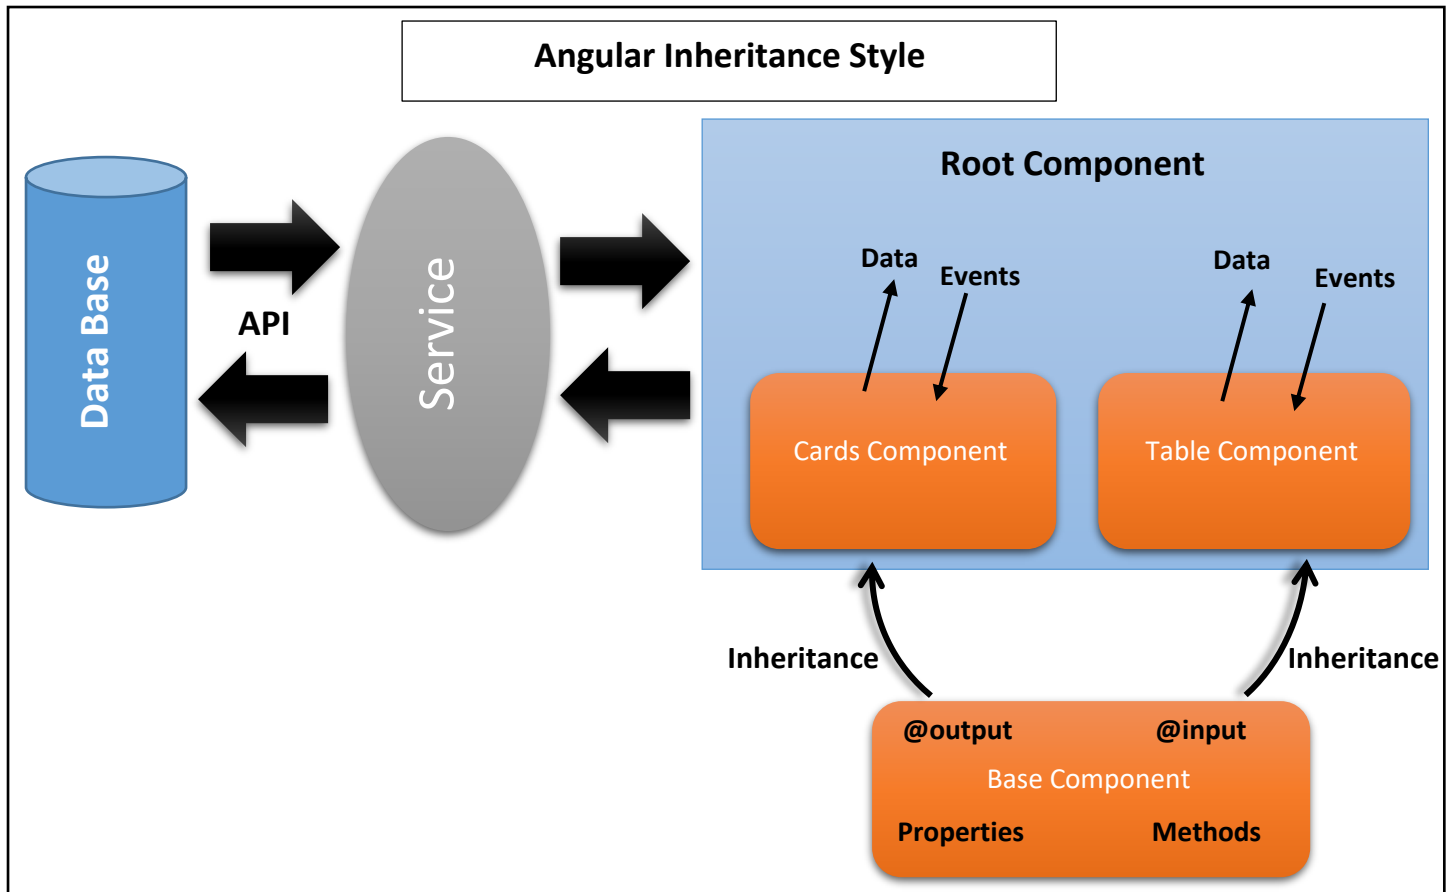 Angular Inheritance Style
Root Component
Data Base
API
Service
Data
Events
Data
Events
Cards Component
Table Component
Inheritance
Inheritance
@output
@input
Base Component
Properties
Methods